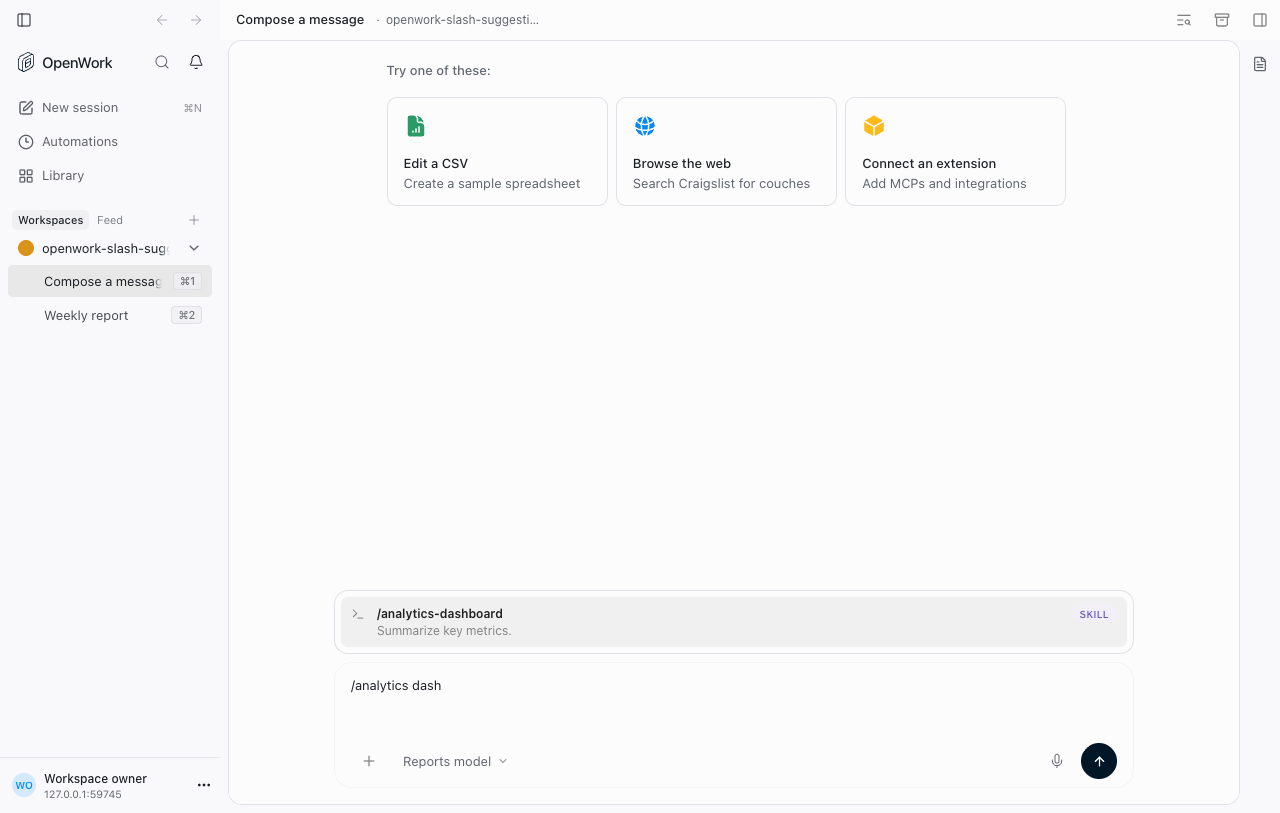 Compose a message · openwork-slash-suggesti...
OpenWork
New session ⌘N
Automations
Library
Workspaces Feed
openwork-slash-sug
Compose a messag ⌘1
Weekly report ⌘2
WO
Workspace owner
127.0.0.1:59745
Try one of these:
Edit a CSV
Create a sample spreadsheet
Browse the web
Search Craigslist for couches
Connect an extension
Add MCPs and integrations
/analytics-dashboard SKILL
Summarize key metrics.
/analytics dash
Reports model